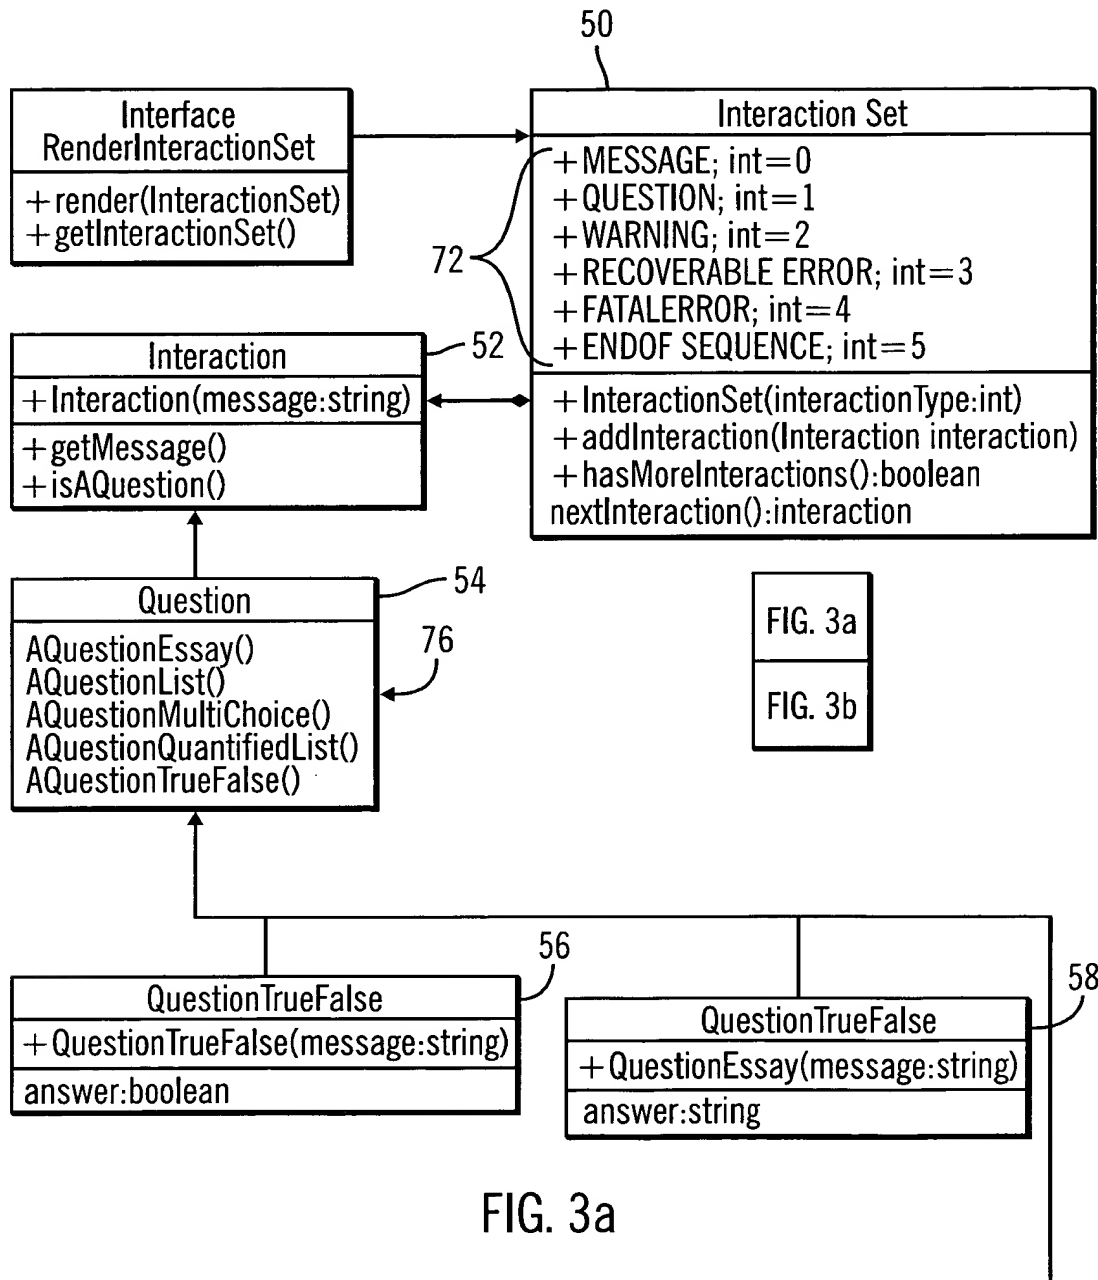 50
Interface
RenderInteractionSet
+render(InteractionSet)
+getInteractionSet()
Interaction Set
+MESSAGE; int=0
+QUESTION; int=1
+WARNING; int=2
+RECOVERABLE ERROR; int=3
+FATALERROR; int=4
+ENDOF SEQUENCE; int=5
72
+InteractionSet(interactionType:int)
+addInteraction(Interaction interaction)
+hasMoreInteractions():boolean
nextInteraction():interaction
52
Interaction
+Interaction(message:string)
+getMessage()
+isAQuestion()
54
Question
AQuestionEssay()
AQuestionList()
AQuestionMultiChoice()
AQuestionQuantifiedList()
AQuestionTrueFalse()
76
FIG. 3a
FIG. 3b
56
QuestionTrueFalse
+QuestionTrueFalse(message:string)
answer:boolean
58
QuestionTrueFalse
+QuestionEssay(message:string)
answer:string
FIG. 3a